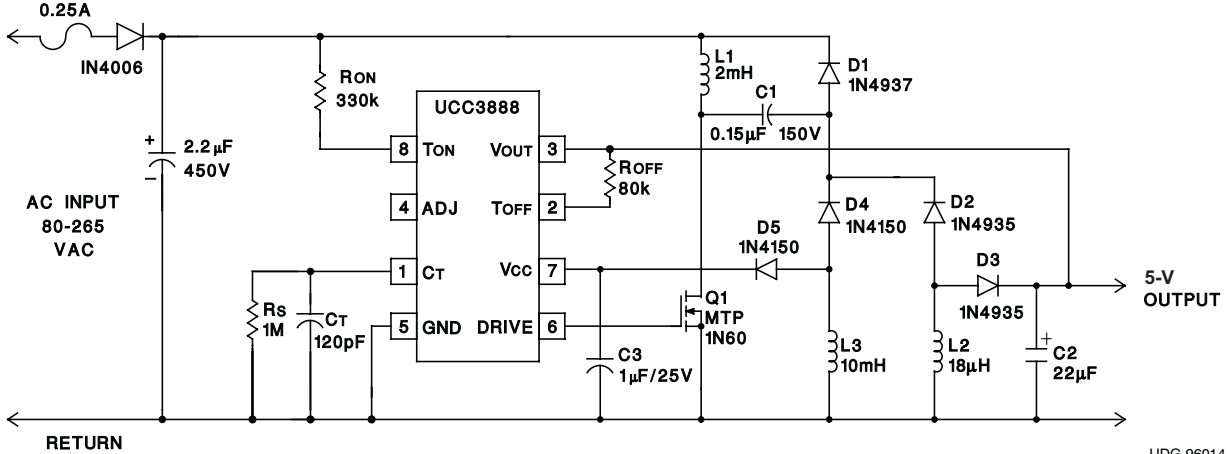 0.25A
IN4006
RON
330k
UCC3888
L1
2mH
D1
1N4937
C1
0.15µF 150V
+
2.2µF
450V
−
8 TON
VOUT 3
ROFF
80k
AC INPUT
80-265
VAC
4 ADJ
TOFF 2
D4
1N4150
D2
1N4935
D5
1N4150
1 CT
VCC 7
D3
1N4935
5-V
OUTPUT
RS
1M
CT
120pF
5 GND
DRIVE 6
Q1
MTP
1N60
C3
1µF/25V
L3
10mH
L2
18µH
+
C2
22µF
RETURN
UDG-96014